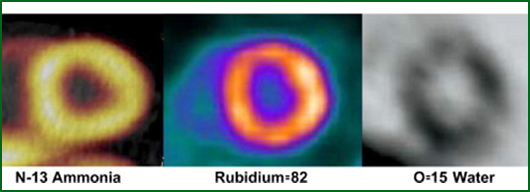 N-13 Ammonia
Rubidium=82
O=15 Water